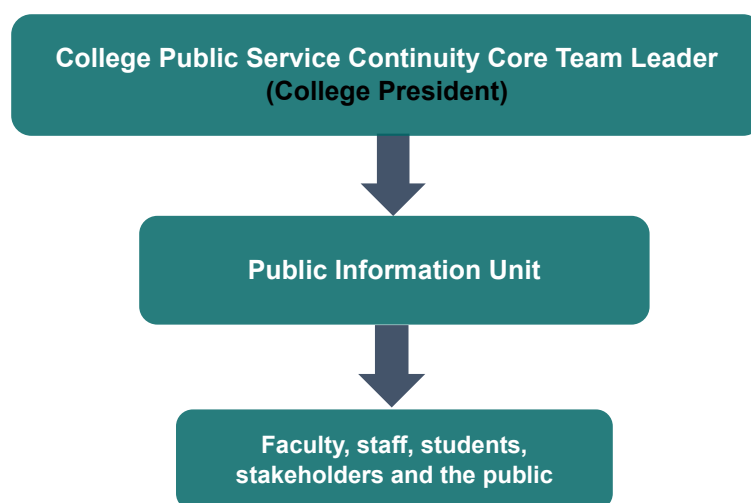 College Public Service Continuity Core Team Leader
(College President)
Public Information Unit
Faculty, staff, students,
stakeholders and the public